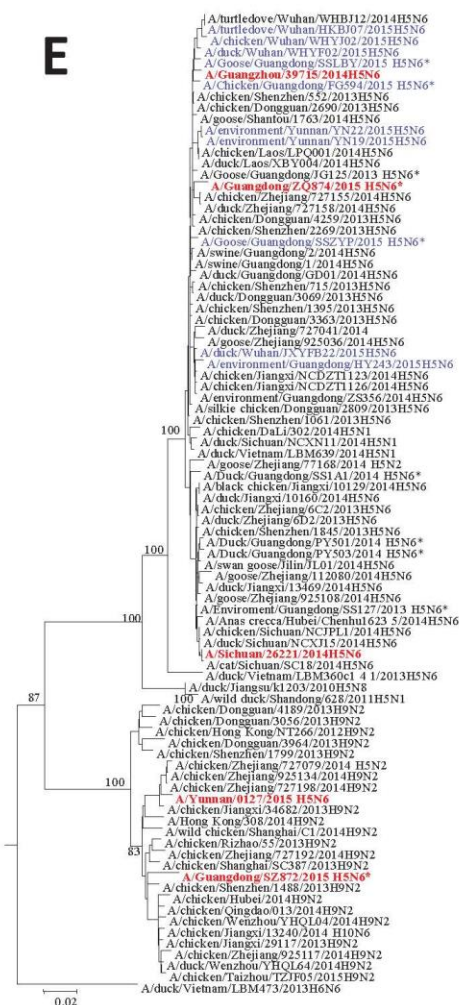 E
A/turtledove/Wuhan/WHBJ12/2014H5N6
A/turtledove/Wuhan/HKBJ07/2015H5N6
A/chicken/Wuhan/WHYJ02/2015H5N6
A/duck/Wuhan/WHYF02/2015H5N6
A/Goose/Guangdong/SSLBY/2015 H5N6*
A/Guangzhou/39715/2014H5N6
A/Chicken/Guangdong/FG594/2015 H5N6*
A/chicken/Shenzhen/552/2013H5N6
A/chicken/Dongguan/2690/2013H5N6
A/goose/Shantou/1763/2014H5N6
A/environment/Yunnan/YN22/2015H5N6
A/environment/Yunnan/YN19/2015H5N6
A/chicken/Laos/LPQ001/2014H5N6
A/duck/Laos/XBY004/2014H5N6
A/Goose/Guangdong/JG125/2013 H5N6*
A/Guangdong/ZQ874/2015 H5N6*
A/chicken/Zhejiang/727155/2014H5N6
A/duck/Zhejiang/727158/2014H5N6
A/chicken/Dongguan/4259/2013H5N6
A/chicken/Shenzhen/2269/2013H5N6
A/Goose/Guangdong/SSZYP/2015 H5N6*
A/swine/Guangdong/2/2014H5N6
A/swine/Guangdong/1/2014H5N6
A/duck/Guangdong/GD01/2014H5N6
A/chicken/Shenzhen/715/2013H5N6
A/duck/Dongguan/3069/2013H5N6
A/chicken/Shenzhen/1395/2013H5N6
A/chicken/Dongguan/3363/2013H5N6
A/duck/Zhejiang/727041/2014
A/goose/Zhejiang/925036/2014H5N6
A/duck/Wuhan/JXYFB22/2015H5N6
A/environment/Guangdong/HY243/2015H5N6
A/chicken/Jiangxi/NCDZT1123/2014H5N6
A/chicken/Jiangxi/NCDZT1126/2014H5N6
A/environment/Guangdong/ZS356/2014H5N6
A/silkie chicken/Dongguan/2809/2013H5N6
A/chicken/Shenzhen/1061/2013H5N6
A/chicken/DaLi/302/2014H5N1
A/duck/Sichuan/NCXN11/2014H5N1
A/duck/Vietnam/LBM639/2014H5N1
A/goose/Zhejiang/77168/2014 H5N2
A/Duck/Guangdong/SS1A1/2014 H5N6*
A/black chicken/Jiangxi/10129/2014H5N6
A/duck/Jiangxi/10160/2014H5N6
A/chicken/Zhejiang/6C2/2013H5N6
A/duck/Zhejiang/6D2/2013H5N6
A/chicken/Shenzhen/1845/2013H5N6
A/Duck/Guangdong/PY501/2014 H5N6*
A/Duck/Guangdong/PY503/2014 H5N6*
A/swan goose/Jilin/JL01/2014H5N6
A/goose/Zhejiang/112080/2014H5N6
A/duck/Jiangxi/13469/2014H5N6
A/goose/Zhejiang/925108/2014H5N6
A/Enviroment/Guangdong/SS127/2013 H5N6*
A/Anas crecca/Hubei/Chenhu1623 5/2014H5N6
A/chicken/Sichuan/NCJPL1/2014H5N6
A/duck/Sichuan/NCXJ15/2014H5N6
A/Sichuan/26221/2014H5N6
A/cat/Sichuan/SC18/2014H5N6
A/duck/Vietnam/LBM360c1 4 1/2013H5N6
A/duck/Jiangsu/k1203/2010H5N8
A/wild duck/Shandong/628/2011H5N1
A/chicken/Dongguan/4189/2013H9N2
A/chicken/Dongguan/3056/2013H9N2
A/chicken/Hong Kong/NT266/2012H9N2
A/chicken/Dongguan/3964/2013H9N2
A/chicken/Shenzhen/1799/2013H9N2
A/chicken/Zhejiang/727079/2014 H5N2
A/chicken/Zhejiang/925134/2014H9N2
A/chicken/Zhejiang/727198/2014H9N2
A/Yunnan/0127/2015 H5N6
A/chicken/Jiangxi/34682/2013H9N2
A/Hong Kong/308/2014H9N2
A/wild chicken/Shanghai/C1/2014H9N2
A/chicken/Rizhao/55/2013H9N2
A/chicken/Zhejiang/727192/2014H9N2
A/chicken/Shanghai/SC387/2013H9N2
A/Guangdong/SZ872/2015 H5N6*
A/chicken/Shenzhen/1488/2013H9N2
A/chicken/Hubei/2014H9N2
A/chicken/Qingdao/013/2014H9N2
A/chicken/Wenzhou/YHQL04/2014H9N2
A/chicken/Jiangxi/13240/2014 H10N6
A/chicken/Jiangxi/29117/2013H9N2
A/chicken/Zhejiang/925117/2014H9N2
A/duck/Wenzhou/YHQL64/2014H9N2
A/chicken/Taizhou/TZJF05/2015H9N2
A/duck/Vietnam/LBM473/2013H6N6
100
100
100
87
100
100
83
0.02